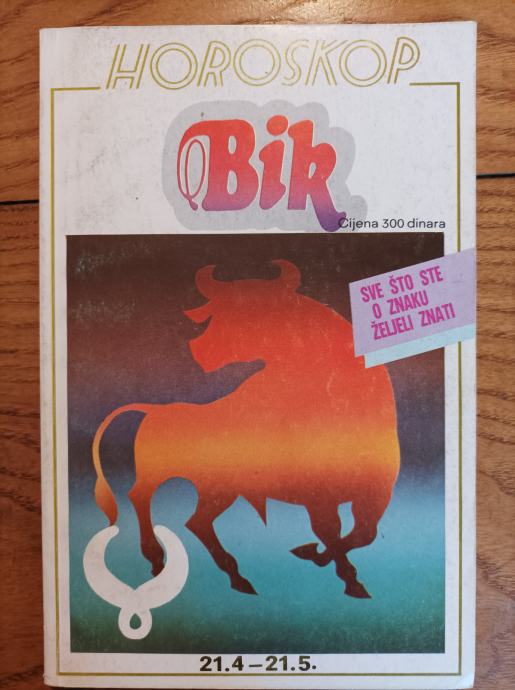 HOROSKOP
Bik
Cijena 300 dinara
SVE ŠTO STE
O ZNAKU
ŽELJELI ZNATI
21.4—21.5.